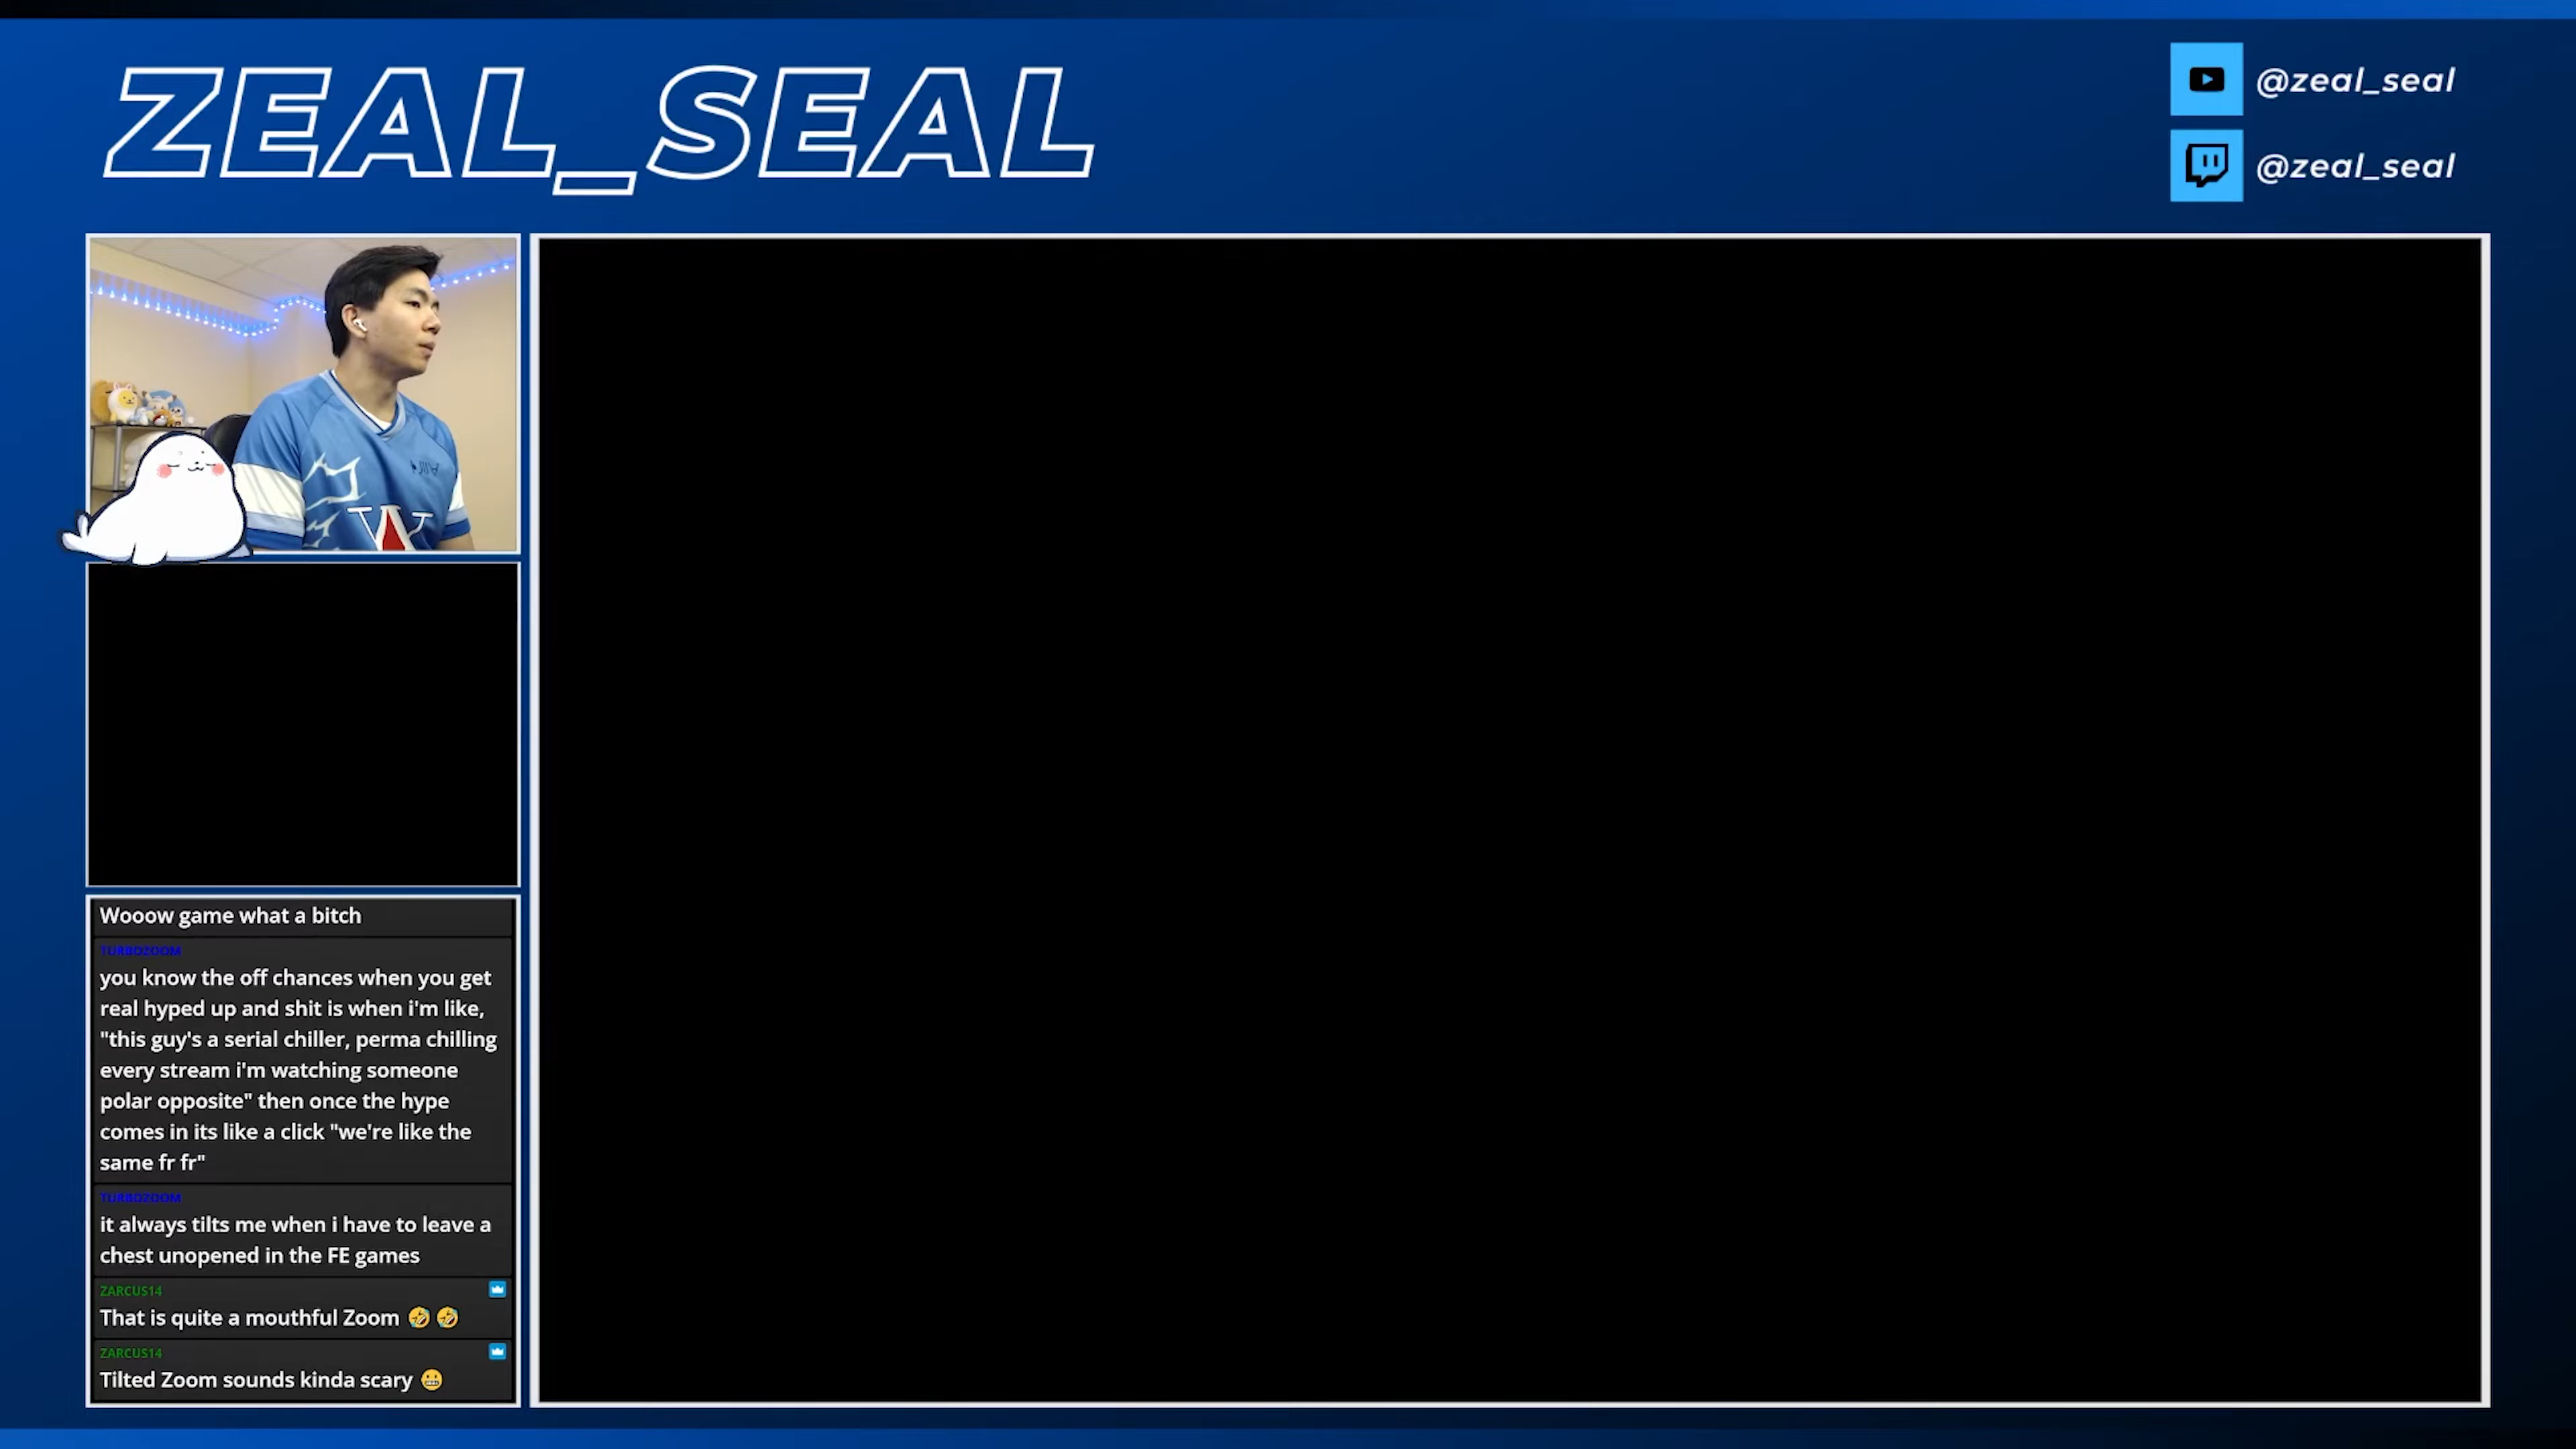 ZEAL_SEAL
@zeal_seal
@zeal_seal
Wooow game what a bitch
TURBOZOOM
you know the off chances when you get
real hyped up and shit is when i'm like,
"this guy's a serial chiller, perma chilling
every stream i'm watching someone
polar opposite" then once the hype
comes in its like a click "we're like the
same fr fr"
TURBOZOOM
it always tilts me when i have to leave a
chest unopened in the FE games
ZARCUS14
That is quite a mouthful Zoom 🤣 🤣
ZARCUS14
Tilted Zoom sounds kinda scary 😬